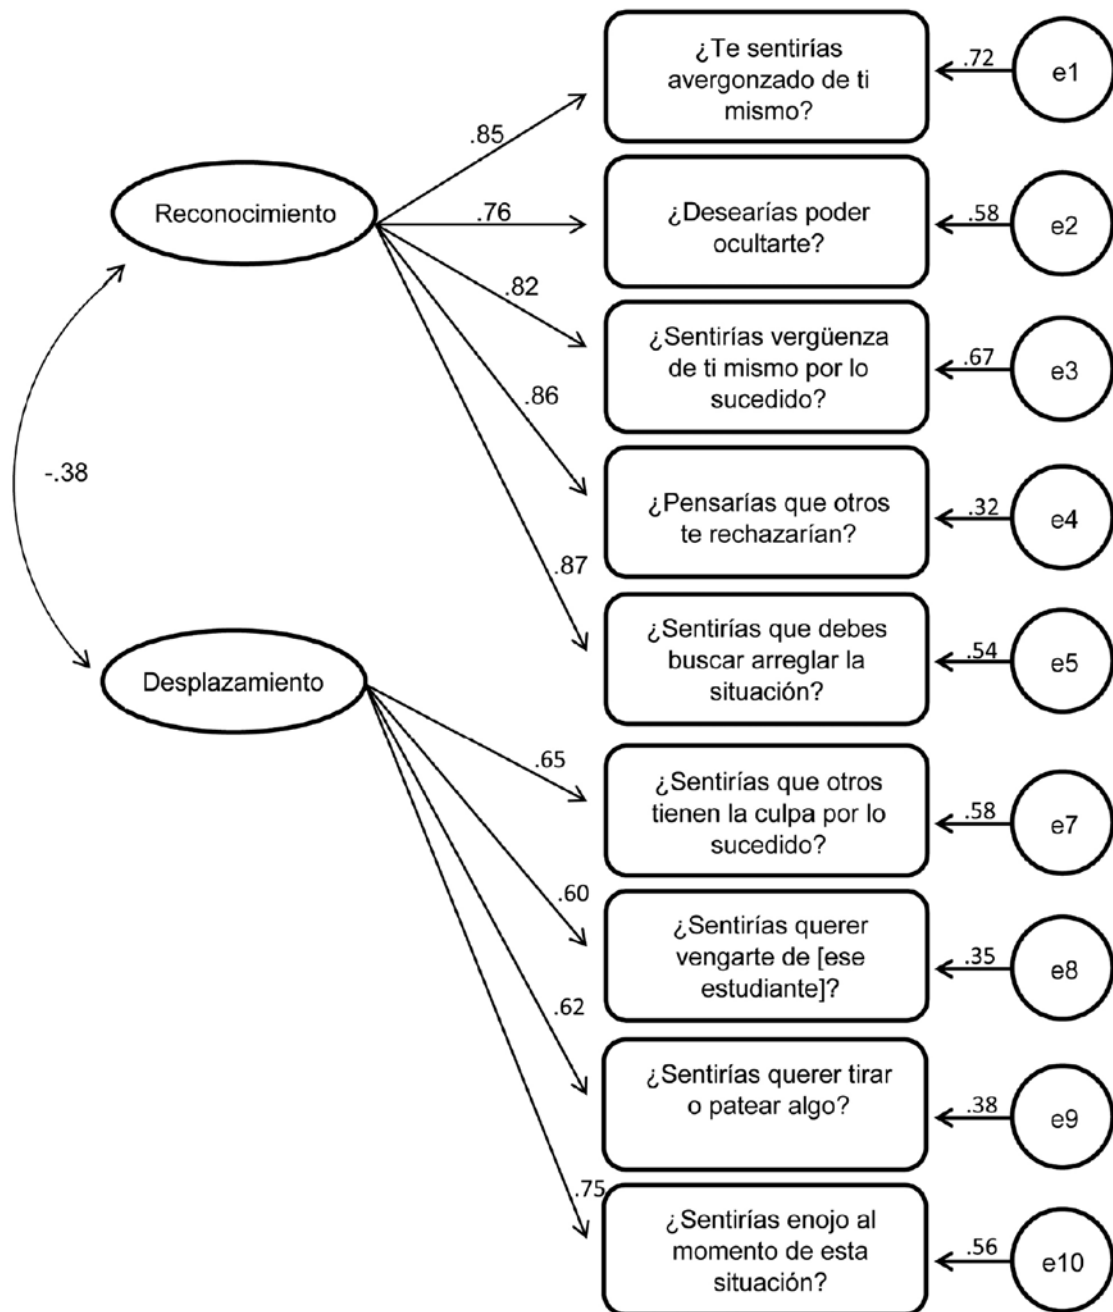 ¿Te sentirías
avergonzado de ti
mismo?
.72
e1
.85
Reconocimiento
.76
¿Desearías poder
ocultarte?
.58
e2
.82
¿Sentirías vergüenza
de ti mismo por lo
sucedido?
.67
e3
.86
-.38
¿Pensarías que otros
te rechazarían?
.32
e4
.87
¿Sentirías que debes
buscar arreglar la
situación?
.54
e5
Desplazamiento
.65
¿Sentirías que otros
tienen la culpa por lo
sucedido?
.58
e7
.60
¿Sentirías querer
vengarte de [ese
estudiante]?
.35
e8
.62
¿Sentirías querer tirar
o patear algo?
.38
e9
.75
¿Sentirías enojo al
momento de esta
situación?
.56
e10